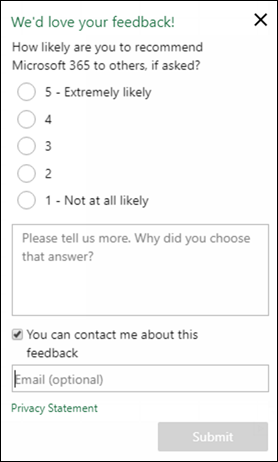 We'd love your feedback!
How likely are you to recommend
Microsoft 365 to others, if asked?
5 - Extremely likely
4
3
2
1 - Not at all likely
Please tell us more. Why did you choose
that answer?
You can contact me about this
feedback
Email (optional)
Privacy Statement
Submit